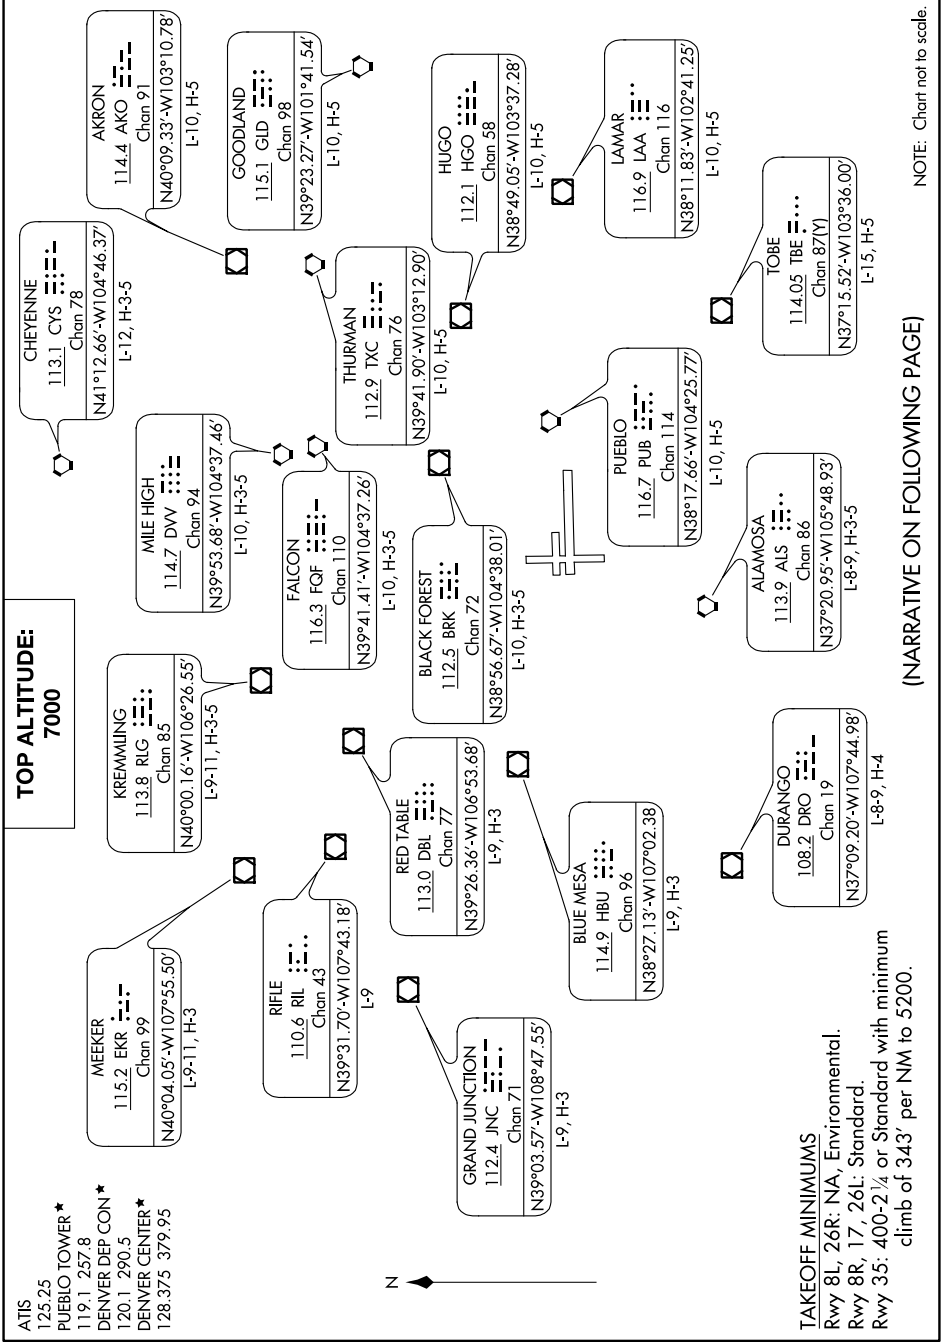 ATIS
125.25
PUEBLO TOWER★
119.1 257.8
DENVER DEP CON★
120.1 290.5
DENVER CENTER★
128.375 379.95
TOP ALTITUDE:
7000
MEEKER
115.2 EKR
Chan 99
N40°04.05'-W107°55.50'
L-9-11, H-3
KREMMLING
113.8 RLG
Chan 85
N40°00.16'-W106°26.55'
L-9-11, H-3-5
MILE HIGH
114.7 DVV
Chan 94
N39°53.68'-W104°37.46'
L-10, H-3-5
CHEYENNE
113.1 CYS
Chan 78
N41°12.66'-W104°46.37'
L-12, H-3-5
AKRON
114.4 AKO
Chan 91
N40°09.33'-W103°10.78'
L-10, H-5
GOODLAND
115.1 GLD
Chan 98
N39°23.27'-W101°41.54'
L-10, H-5
RIFLE
110.6 RIL
Chan 43
N39°31.70'-W107°43.18'
L-9
FALCON
116.3 FQF
Chan 110
N39°41.41'-W104°37.26'
L-10, H-3-5
THURMAN
112.9 TXC
Chan 76
N39°41.90'-W103°12.90'
L-10, H-5
RED TABLE
113.0 DBL
Chan 77
N39°26.36'-W106°53.68'
L-9, H-3
BLACK FOREST
112.5 BRK
Chan 72
N38°56.67'-W104°38.01'
L-10, H-3-5
HUGO
112.1 HGO
Chan 58
N38°49.05'-W103°37.28'
L-10, H-5
GRAND JUNCTION
112.4 JNC
Chan 71
N39°03.57'-W108°47.55'
L-9, H-3
BLUE MESA
114.9 HBU
Chan 96
N38°27.13'-W107°02.38
L-9, H-3
PUEBLO
116.7 PUB
Chan 114
N38°17.66'-W104°25.77'
L-10, H-5
LAMAR
116.9 LAA
Chan 116
N38°11.83'-W102°41.25'
L-10, H-5
DURANGO
108.2 DRO
Chan 19
N37°09.20'-W107°44.98'
L-8-9, H-4
ALAMOSA
113.9 ALS
Chan 86
N37°20.95'-W105°48.93'
L-8-9, H-3-5
TOBE
114.05 TBE
Chan 87(Y)
N37°15.52'-W103°36.00'
L-15, H-5
N
TAKEOFF MINIMUMS
Rwy 8L, 26R: NA, Environmental.
Rwy 8R, 17, 26L: Standard.
Rwy 35: 400-2¼ or Standard with minimum
climb of 343' per NM to 5200.
(NARRATIVE ON FOLLOWING PAGE)
NOTE: Chart not to scale.